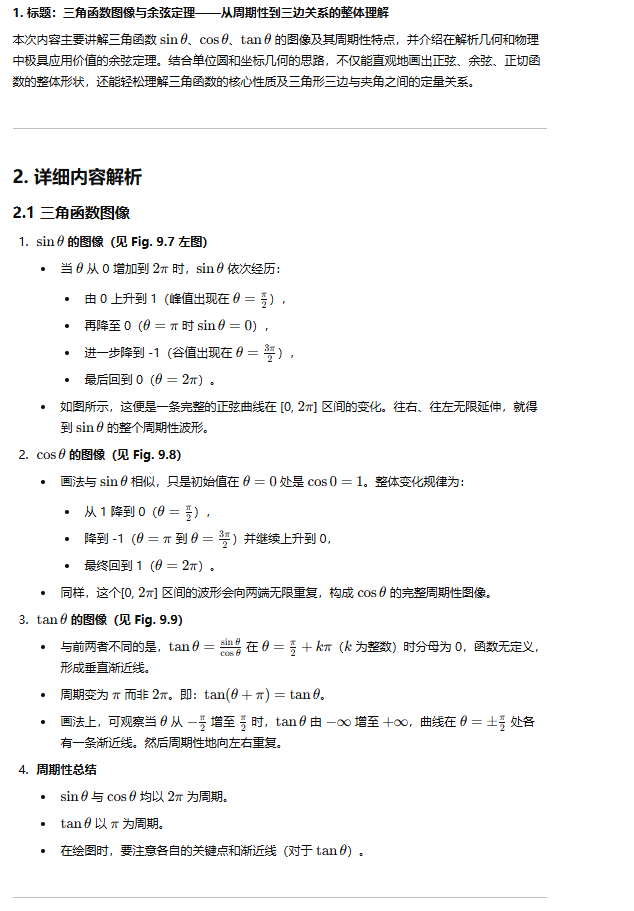 1. 标题：三角函数图像与余弦定理——从周期性到三边关系的整体理解
本次内容主要讲解三角函数 sin θ、cos θ、tan θ 的图像及其周期性特点，并介绍在解析几何和物理
中极具应用价值的余弦定理。结合单位圆和坐标几何的思路，不仅能直观地画出正弦、余弦、正切函
数的整体形状，还能轻松理解三角函数的核心性质及三角形三边与夹角之间的定量关系。
2. 详细内容解析
2.1 三角函数图像
1. sin θ 的图像（见 Fig. 9.7 左图）
• 当 θ 从 0 增加到 2π 时，sin θ 依次经历：
• 由 0 上升到 1（峰值出现在 θ = π/2），
• 再降至 0（θ = π 时 sin θ = 0），
• 进一步降到 -1（谷值出现在 θ = 3π/2），
• 最后回到 0（θ = 2π）。
• 如图所示，这便是一条完整的正弦曲线在 [0, 2π] 区间的变化。往右、往左无限延伸，就得
到 sin θ 的整个周期性波形。
2. cos θ 的图像（见 Fig. 9.8）
• 画法与 sin θ 相似，只是初始值在 θ = 0 处是 cos 0 = 1。整体变化规律为：
• 从 1 降到 0（θ = π/2），
• 降到 -1（θ = π 到 θ = 3π/2）并继续上升到 0，
• 最终回到 1（θ = 2π）。
• 同样，这个[0, 2π] 区间的波形会向两端无限重复，构成 cos θ 的完整周期性图像。
3. tan θ 的图像（见 Fig. 9.9）
• 与前两者不同的是，tan θ = sin θ/cos θ 在 θ = π/2 + kπ（k 为整数）时分母为 0，函数无定义，
形成垂直渐近线。
• 周期变为 π 而非 2π。即：tan(θ + π) = tan θ。
• 画法上，可观察当 θ 从 −π/2 增至 π/2 时，tan θ 由 −∞ 增至 +∞，曲线在 θ = ±π/2 处各
有一条渐近线。然后周期性地向左右重复。
4. 周期性总结
• sin θ 与 cos θ 均以 2π 为周期。
• tan θ 以 π 为周期。
• 在绘图时，要注意各自的关键点和渐近线（对于 tan θ）。